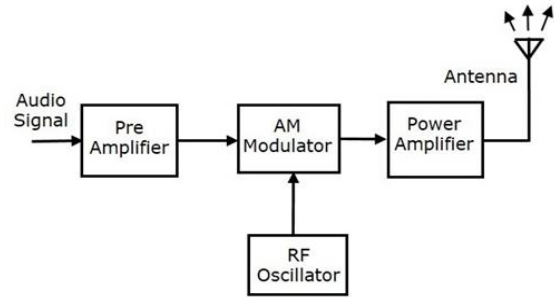 Audio
Signal
Pre
Amplifier
AM
Modulator
Power
Amplifier
Antenna
RF
Oscillator